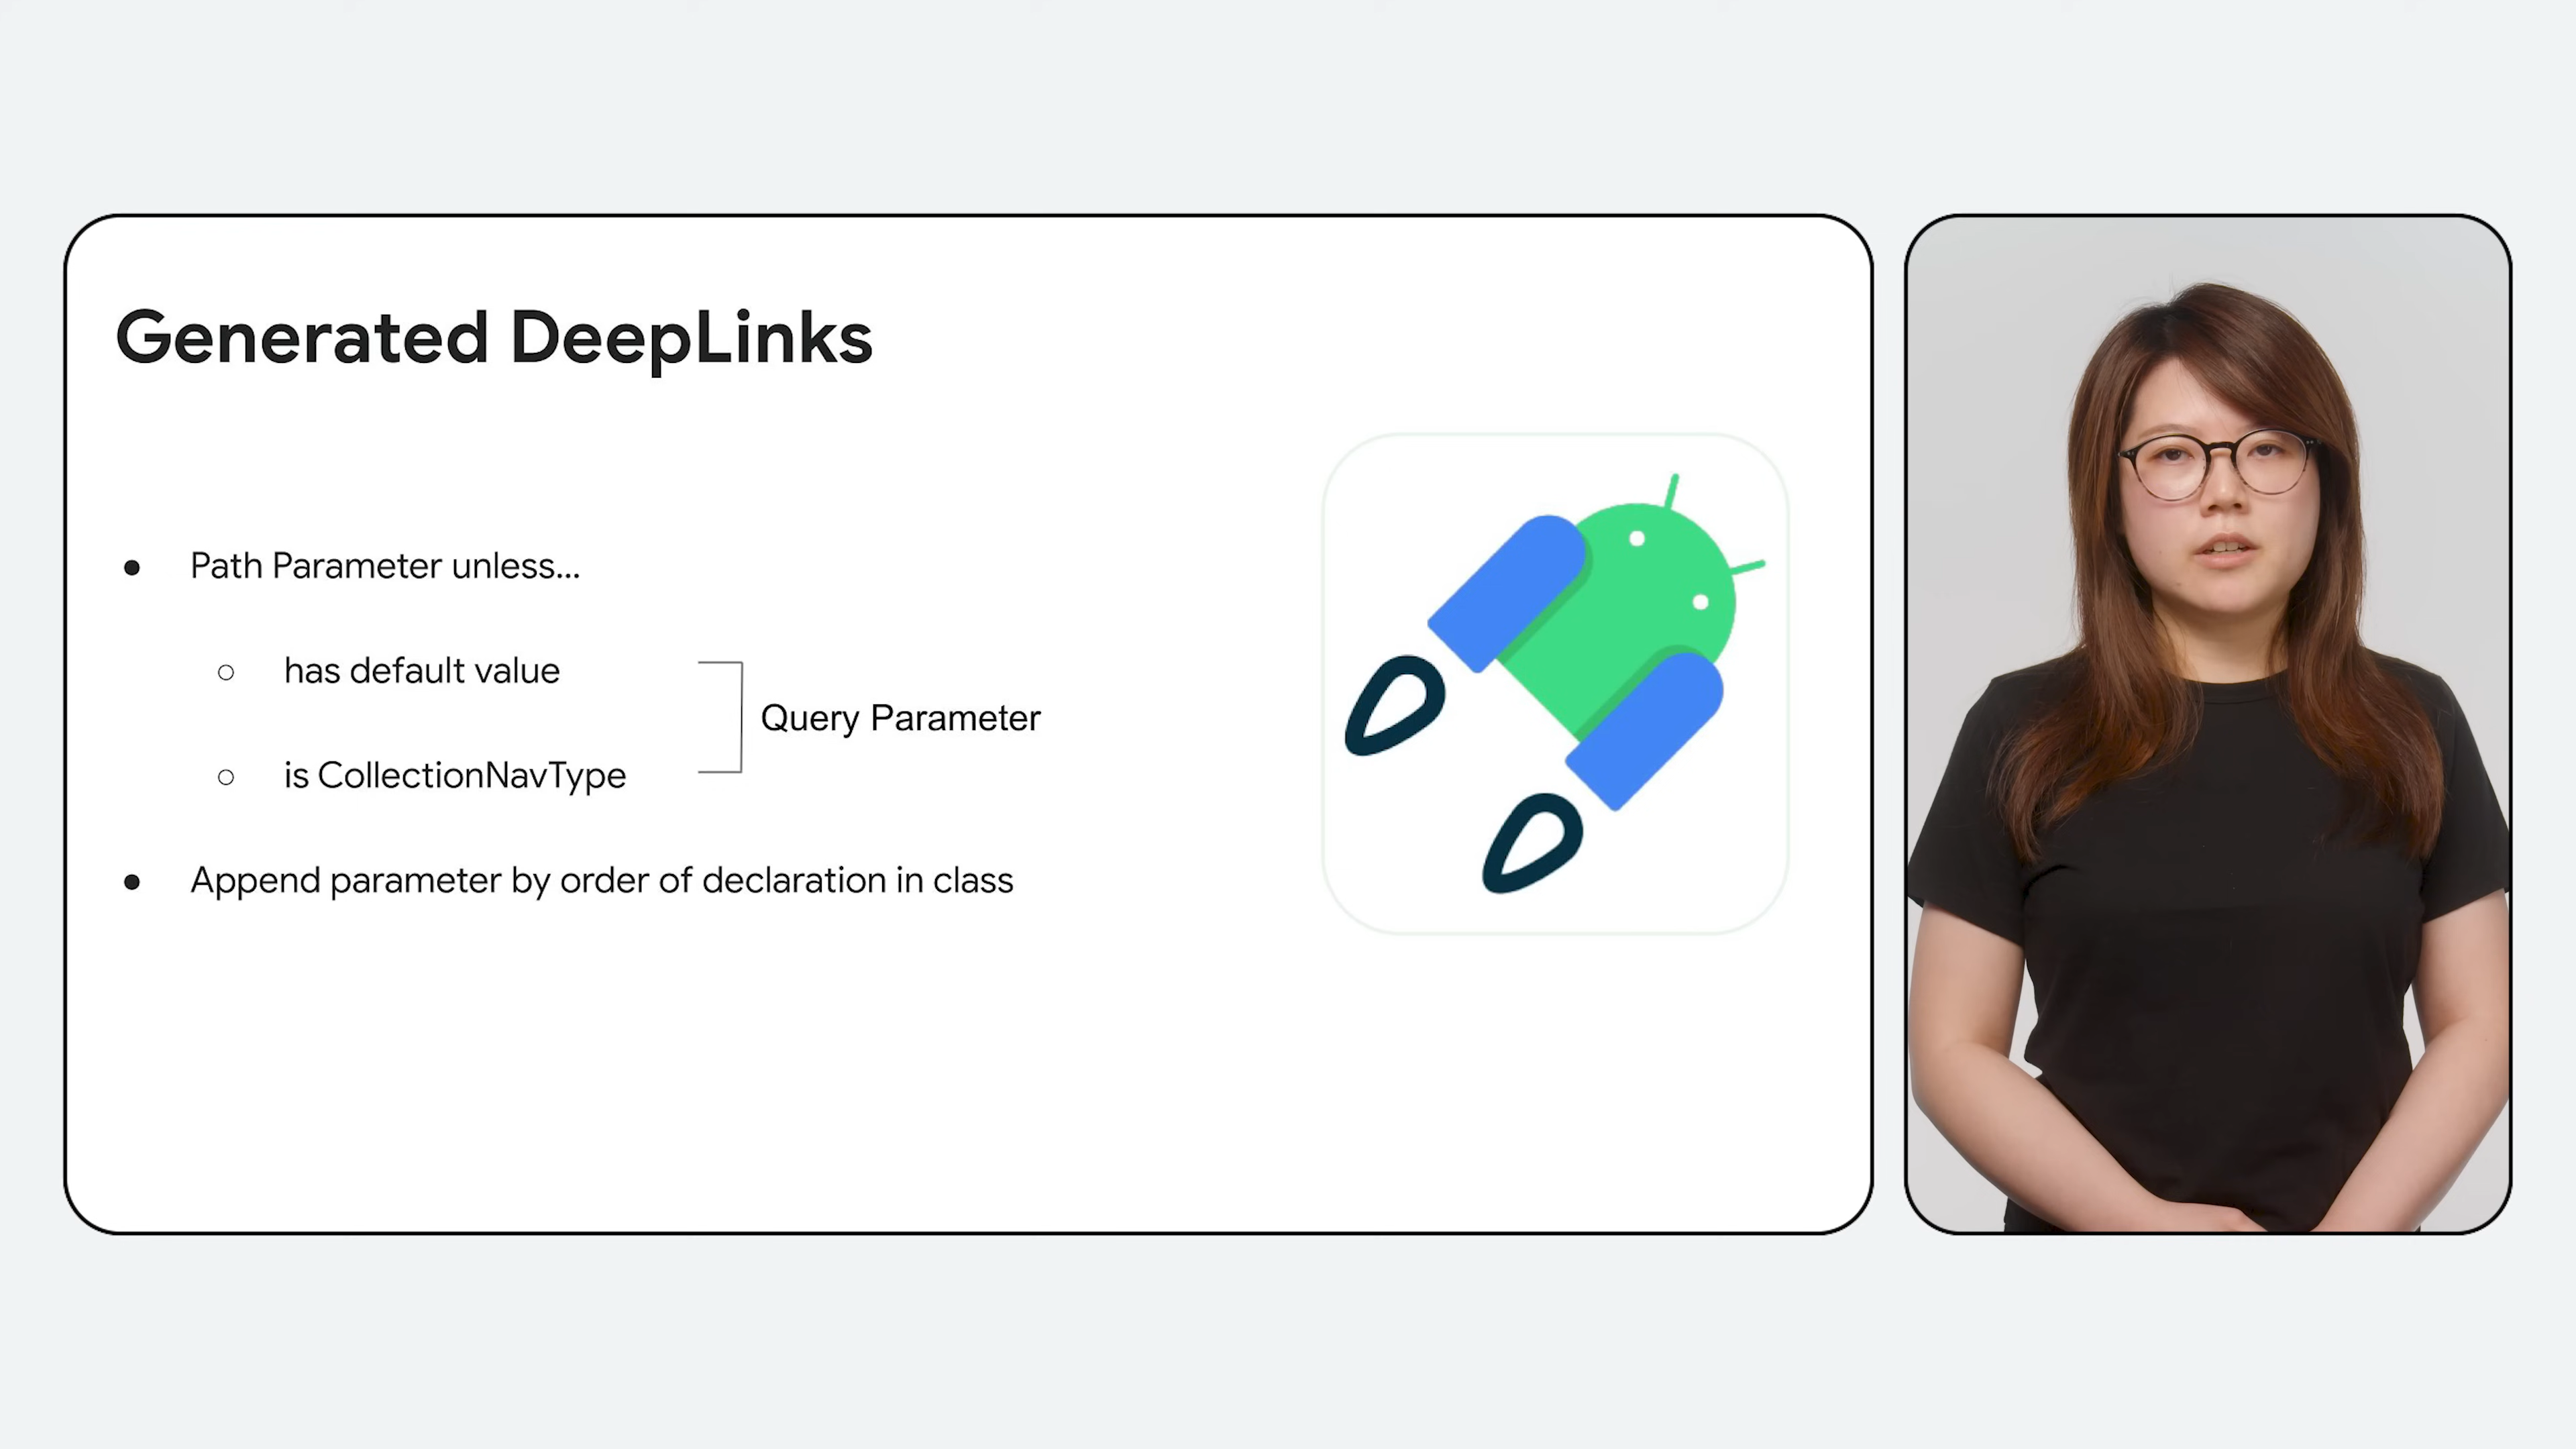 Generated DeepLinks
Path Parameter unless...
has default value
Query Parameter
is CollectionNavType
Append parameter by order of declaration in class